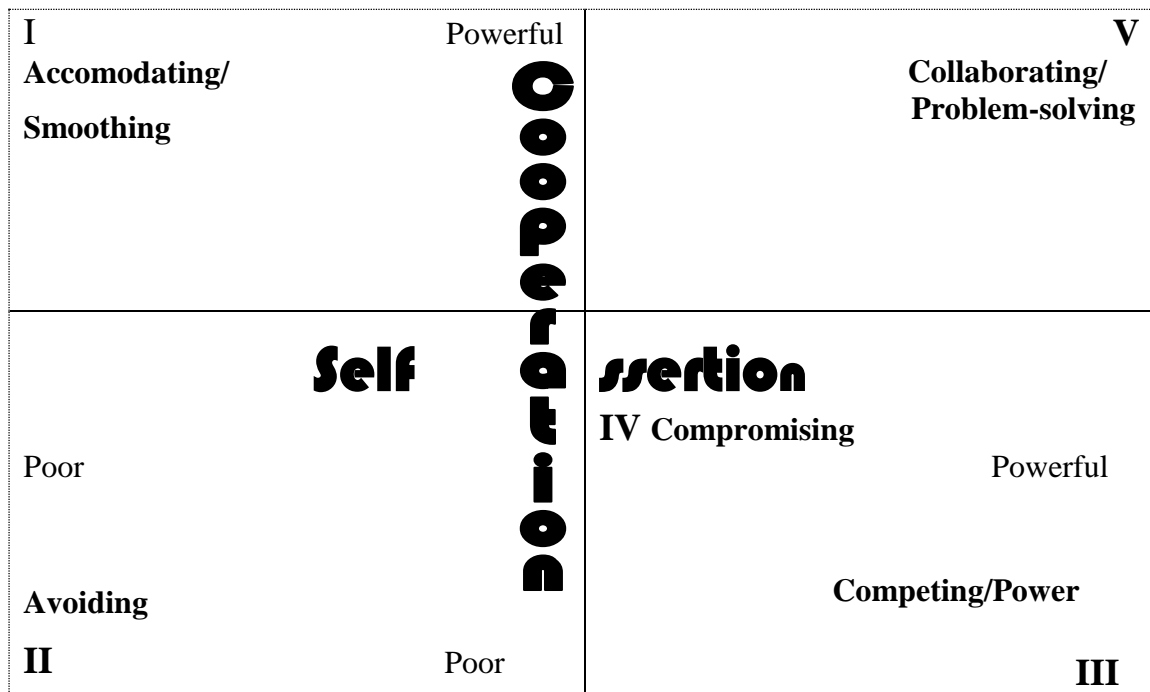 I
Powerful
V
Accomodating/
Smoothing
Collaborating/
Problem-solving
Cooperation
Self
ssertion
IV Compromising
Poor
Powerful
Avoiding
Competing/Power
II
Poor
III